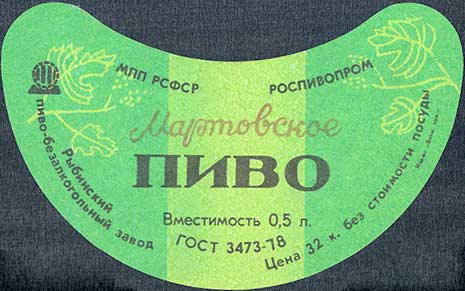 МПП РСФСР
РОСПИВОПРОМ
Мартовское
ПИВО
Вместимость 0,5 л.
ГОСТ 3473-78
Рыбинский
пиво-безалкогольный завод
Цена 32 к. без стоимости посуды